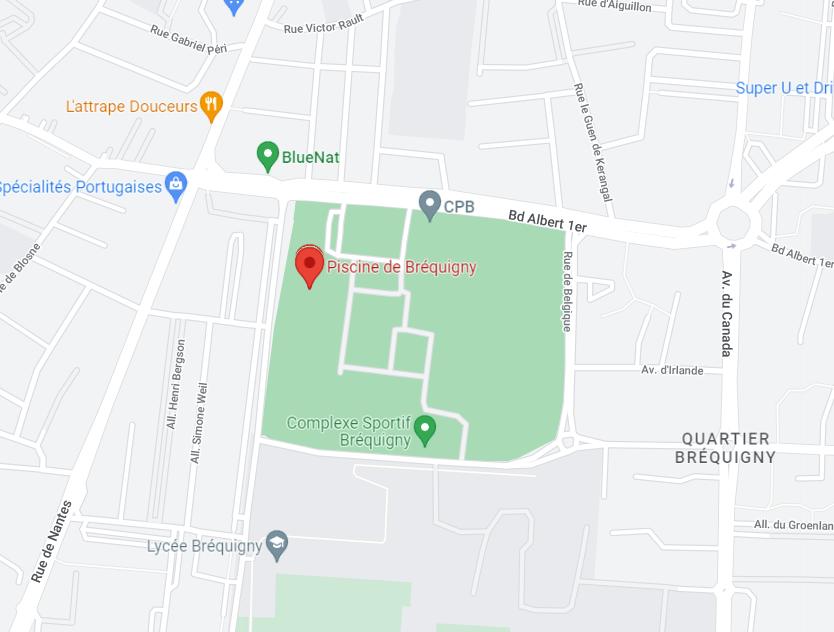 Rue d'Aiguillon
Rue Victor Rault
Rue Gabriel Péri
Super U et Dri
L'attrape Douceurs
Rue le Guen de Kerangal
BlueNat
Spécialités Portugaises
CPB
Bd Albert 1er
Bd Albert 1er
e de Blosne
Piscine de Bréquigny
Rue de Belgique
Av. du Canada
All. Henri Bergson
Av. d'Irlande
All. Simone Weil
Complexe Sportif
Bréquigny
QUARTIER
BRÉQUIGNY
Rue de Nantes
All. du Groenlan
Lycée Bréquigny